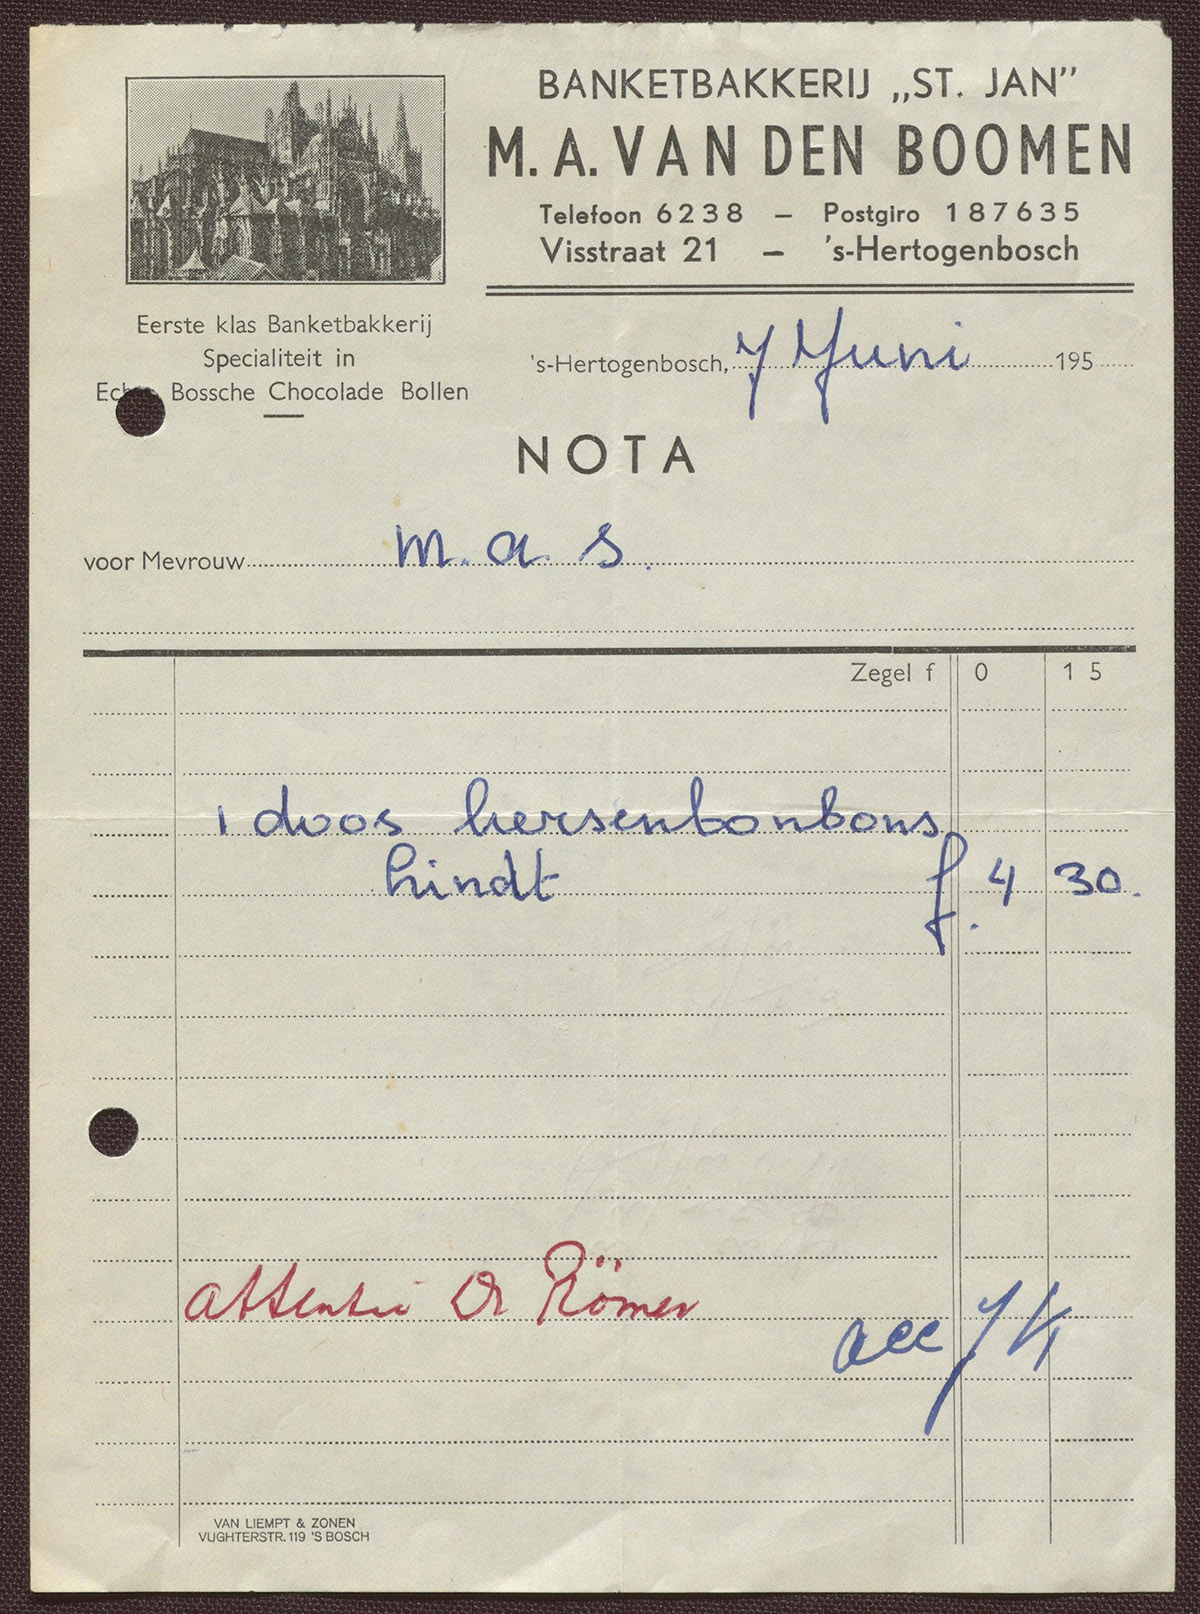 BANKETBAKKERIJ „ST. JAN”
M. A. VAN DEN BOOMEN
Telefoon 6238 — Postgiro 187635
Visstraat 21 — 's-Hertogenbosch
Eerste klas Banketbakkerij
Specialiteit in
Bossche Chocolade Bollen
's-Hertogenbosch, 7 Juni 195
NOTA
voor Mevrouw m. a. s.
Zegel f 0 15
1 doos kersenbonbons
hindt f. 4 30.
attentie Dr Römer
acc
VAN LIEMPT & ZONEN
VUGHTERSTR. 119 'S BOSCH